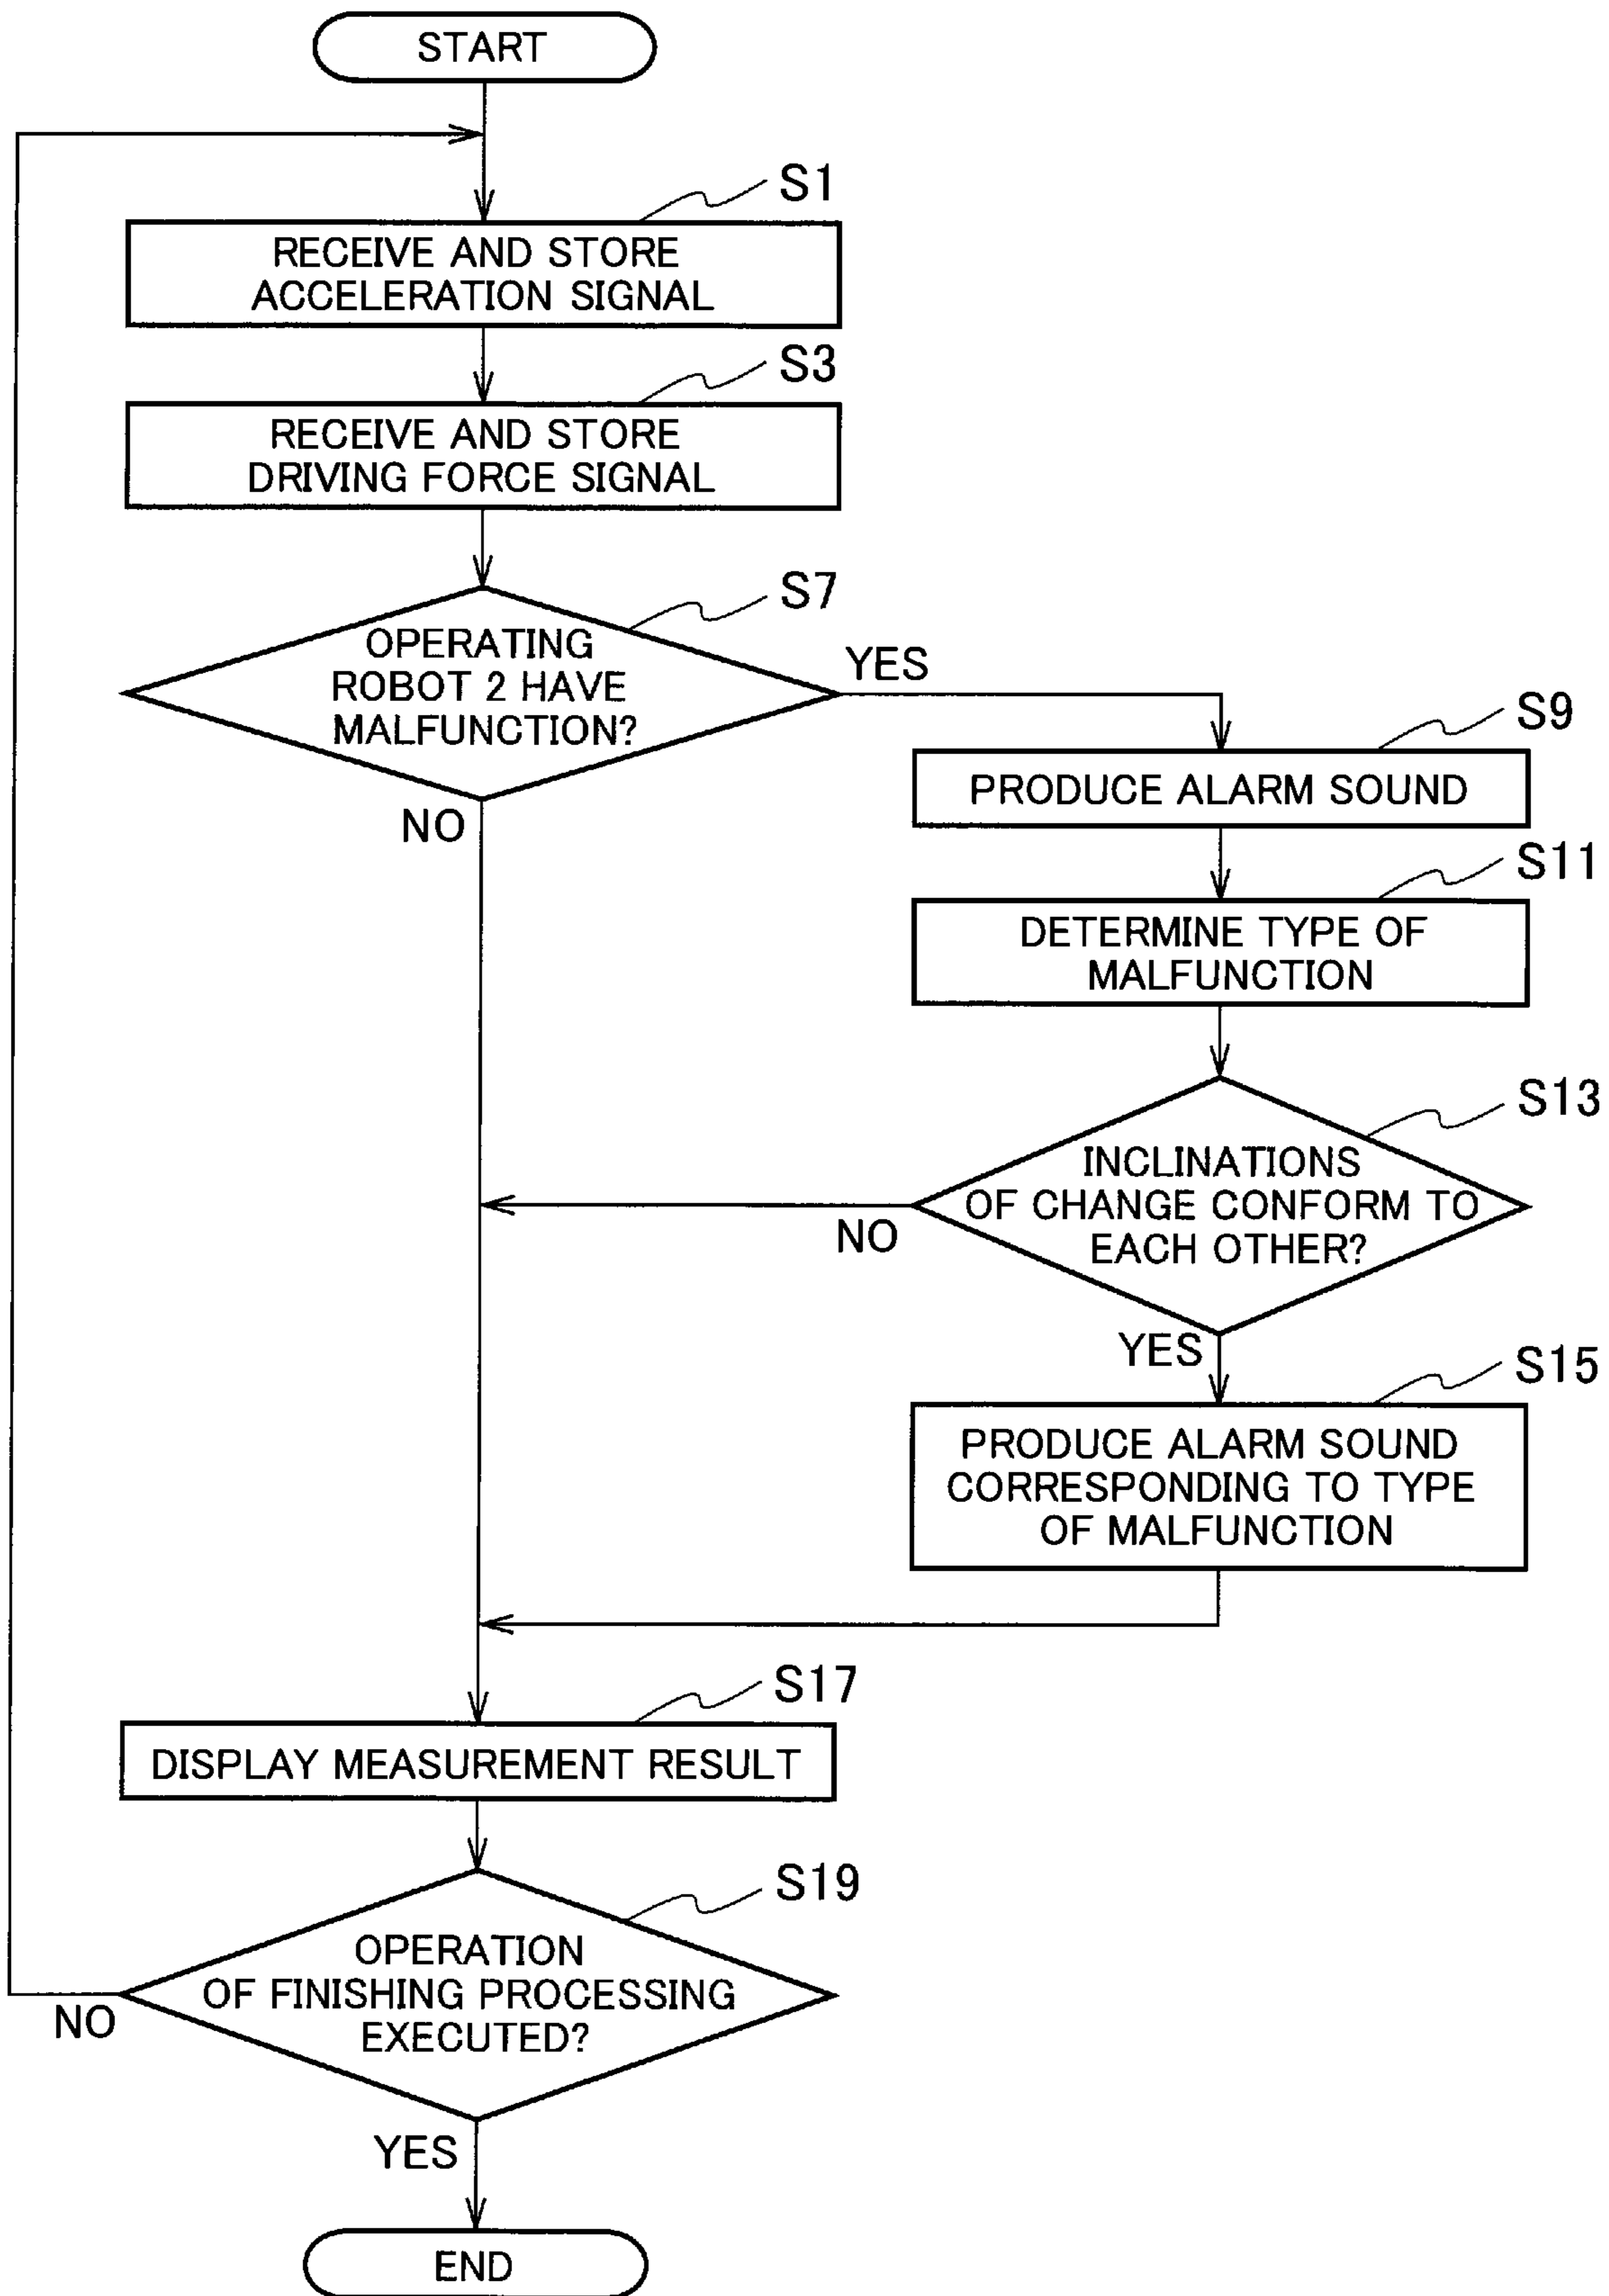 START
S1
RECEIVE AND STORE
ACCELERATION SIGNAL
S3
RECEIVE AND STORE
DRIVING FORCE SIGNAL
S7
OPERATING
ROBOT 2 HAVE
MALFUNCTION?
YES
NO
S9
PRODUCE ALARM SOUND
S11
DETERMINE TYPE OF
MALFUNCTION
S13
INCLINATIONS
OF CHANGE CONFORM TO
EACH OTHER?
NO
YES
S15
PRODUCE ALARM SOUND
CORRESPONDING TO TYPE
OF MALFUNCTION
S17
DISPLAY MEASUREMENT RESULT
S19
OPERATION
OF FINISHING PROCESSING
EXECUTED?
NO
YES
END